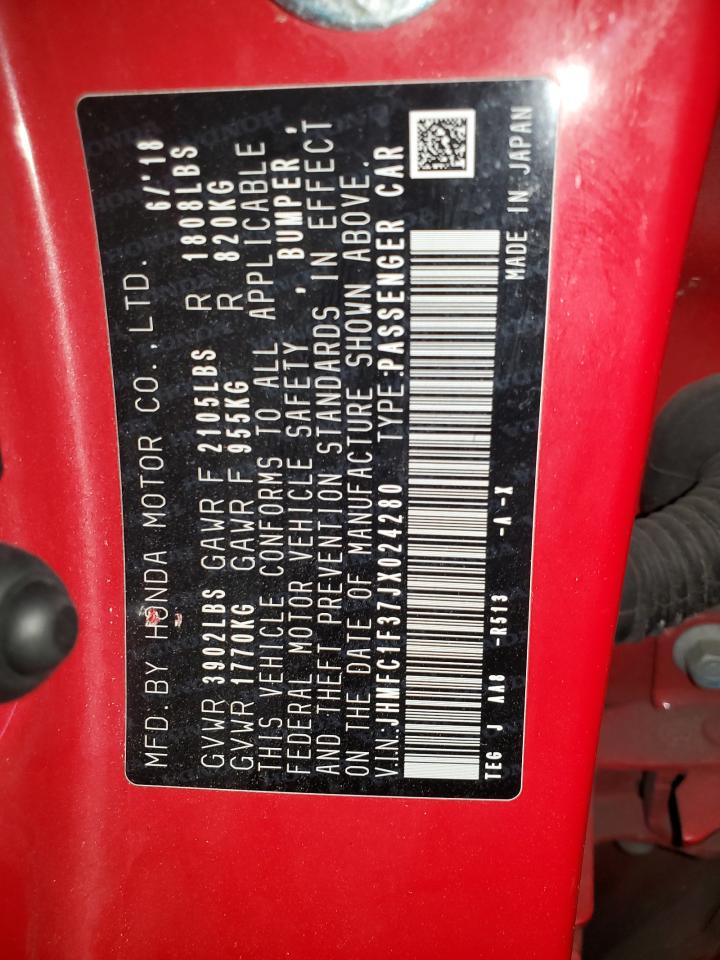 MFD. BY HONDA MOTOR CO., LTD. 6/'18
GVWR 3902LBS GAWR F 2105LBS R 1808LBS
GVWR 1770KG GAWR F 955KG R 820KG
THIS VEHICLE CONFORMS TO ALL APPLICABLE
FEDERAL MOTOR VEHICLE SAFETY , BUMPER ,
AND THEFT PREVENTION STANDARDS IN EFFECT
ON THE DATE OF MANUFACTURE SHOWN ABOVE.
V.I.N:JHMFC1F37JX024280 TYPE:PASSENGER CAR
TEG J AA8 -R513 -A-X MADE IN JAPAN